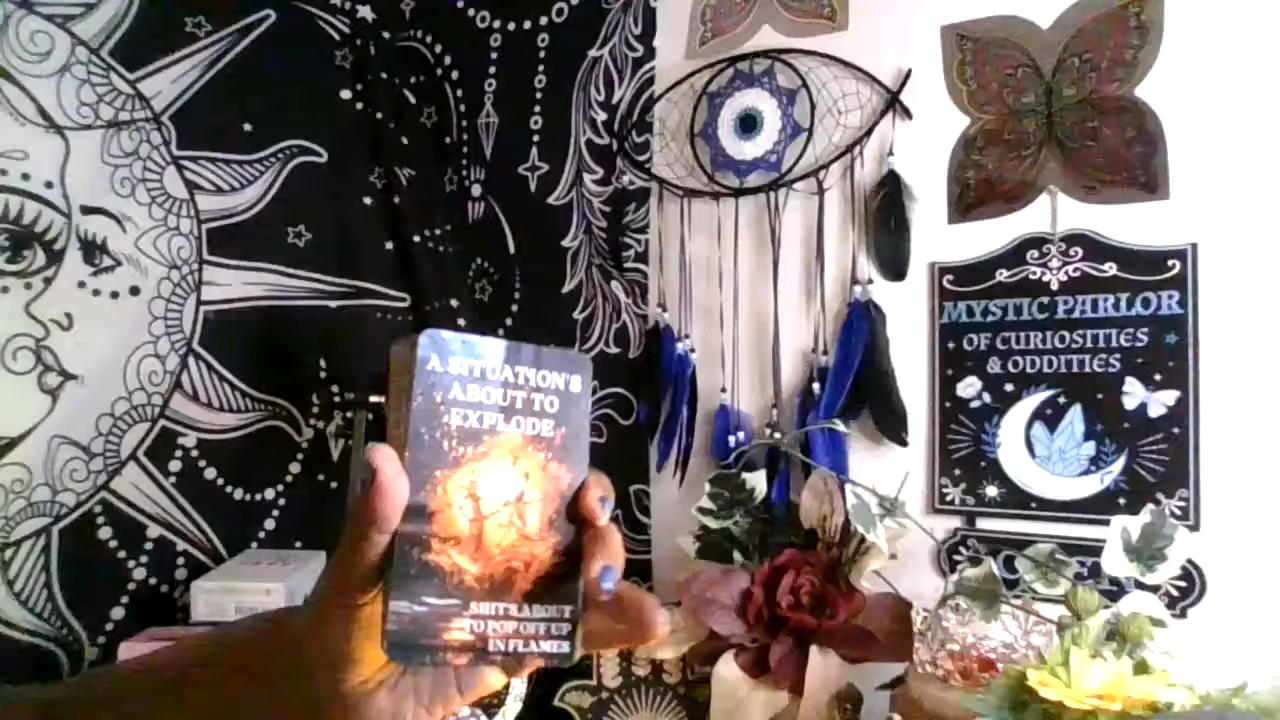 A SITUATION'S
ABOUT TO
EXPLODE
SHIT'S ABOUT
TO POP OFF UP
IN FLAMES
MYSTIC PARLOR
OF CURIOSITIES
& ODDITIES